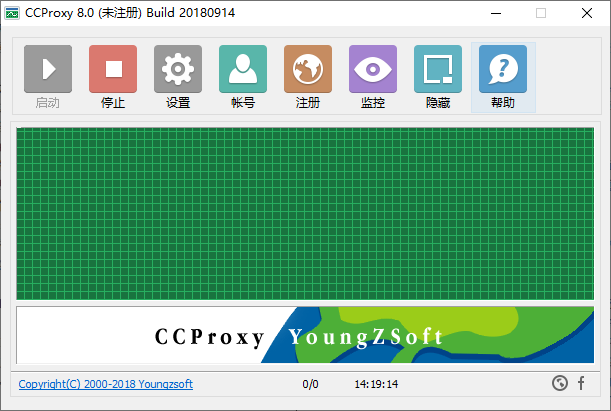 CCProxy 8.0 (未注册) Build 20180914
启动 停止 设置 帐号 注册 监控 隐藏 帮助
CCProxy YoungZSoft
Copyright(C) 2000-2018 Youngzsoft 0/0 14:19:14